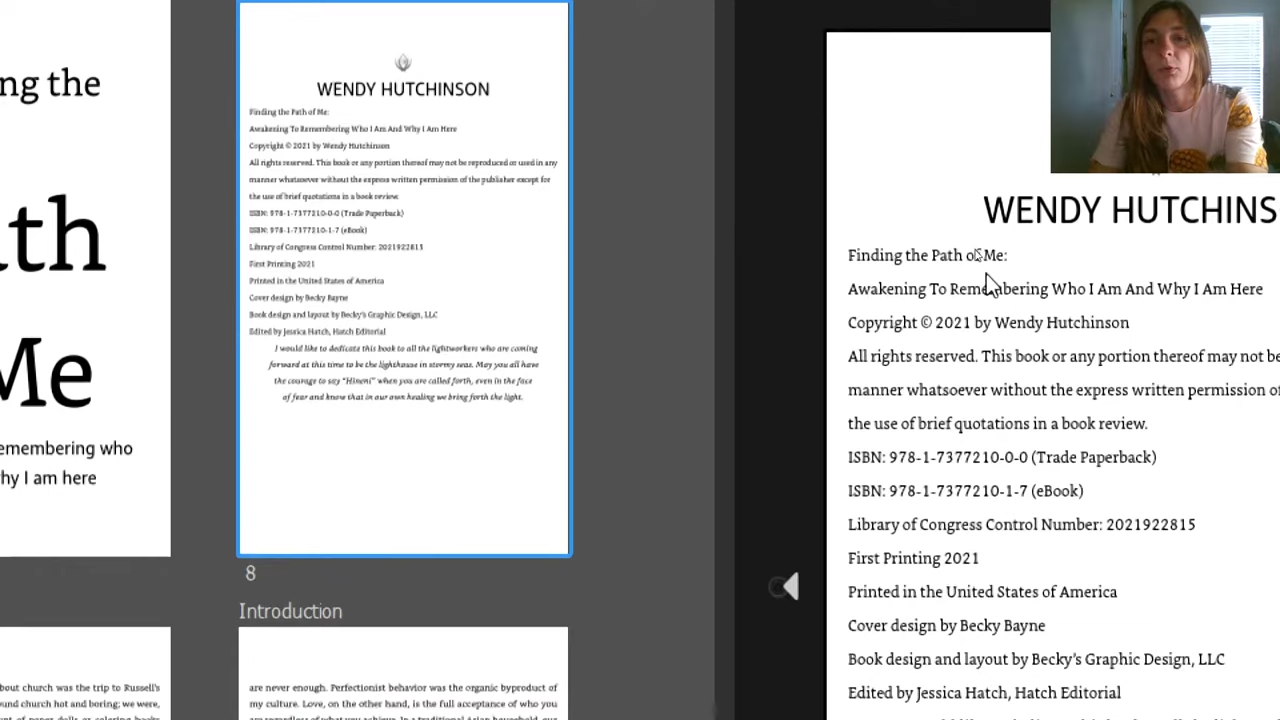 ng the
th
Me
emembering who
hy I am here
WENDY HUTCHINSON
Finding the Path of Me:
Awakening To Remembering Who I Am And Why I Am Here
Copyright © 2021 by Wendy Hutchinson
All rights reserved. This book or any portion thereof may not be reproduced or used in any
manner whatsoever without the express written permission of the publisher except for
the use of brief quotations in a book review.
ISBN: 978-1-7377210-0-0 (Trade Paperback)
ISBN: 978-1-7377210-1-7 (eBook)
Library of Congress Control Number: 2021922815
First Printing 2021
Printed in the United States of America
Cover design by Becky Bayne
Book design and layout by Becky's Graphic Design, LLC
Edited by Jessica Hatch, Hatch Editorial
I would like to dedicate this book to all the lightworkers who are coming
forward at this time to be the lighthouse in stormy seas. May you all have
the courage to say "Hineni" when you are called forth, even in the face
of fear and know that in our own healing we bring forth the light.
8
Introduction
bout church was the trip to Russell's
und church hot and boring; we were,
are never enough. Perfectionist behavior was the organic byproduct of
my culture. Love, on the other hand, is the full acceptance of who you
WENDY HUTCHINS
Finding the Path of Me:
Awakening To Remembering Who I Am And Why I Am Here
Copyright © 2021 by Wendy Hutchinson
All rights reserved. This book or any portion thereof may not be
manner whatsoever without the express written permission of
the use of brief quotations in a book review.
ISBN: 978-1-7377210-0-0 (Trade Paperback)
ISBN: 978-1-7377210-1-7 (eBook)
Library of Congress Control Number: 2021922815
First Printing 2021
Printed in the United States of America
Cover design by Becky Bayne
Book design and layout by Becky's Graphic Design, LLC
Edited by Jessica Hatch, Hatch Editorial